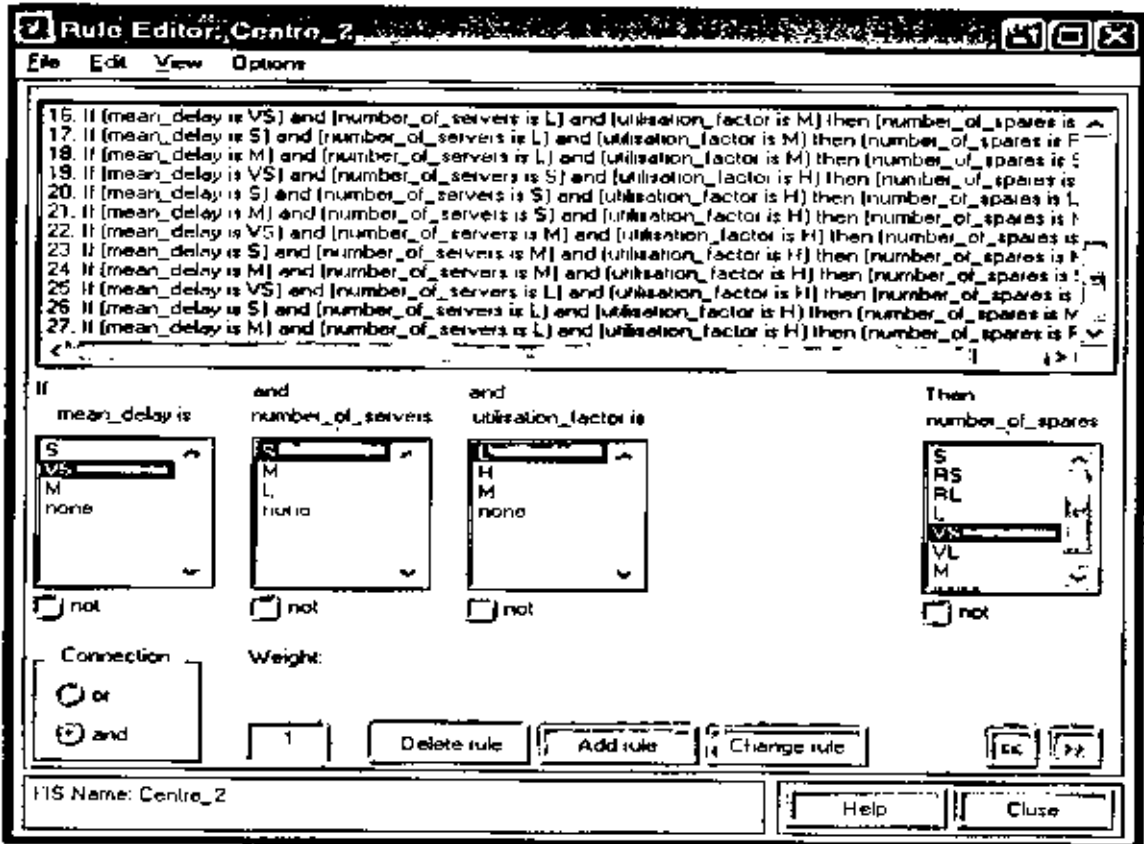 Rule Editor: Centre_2
File Edit View Options
16. If (mean_delay is VS) and (number_of_servers is L) and (utilisation_factor is M) then (number_of_spares is
17. If (mean_delay is S) and (number_of_servers is L) and (utilisation_factor is M) then (number_of_spares is
18. If (mean_delay is M) and (number_of_servers is L) and (utilisation_factor is M) then (number_of_spares is
19. If (mean_delay is VS) and (number_of_servers is S) and (utilisation_factor is H) then (number_of_spares is
20. If (mean_delay is S) and (number_of_servers is S) and (utilisation_factor is H) then (number_of_spares is
21. If (mean_delay is M) and (number_of_servers is S) and (utilisation_factor is H) then (number_of_spares is
22. If (mean_delay is VS) and (number_of_servers is M) and (utilisation_factor is H) then (number_of_spares is
23. If (mean_delay is S) and (number_of_servers is M) and (utilisation_factor is H) then (number_of_spares is
24. If (mean_delay is M) and (number_of_servers is M) and (utilisation_factor is H) then (number_of_spares is
25. If (mean_delay is VS) and (number_of_servers is L) and (utilisation_factor is H) then (number_of_spares is
26. If (mean_delay is S) and (number_of_servers is L) and (utilisation_factor is H) then (number_of_spares is M
27. If (mean_delay is M) and (number_of_servers is L) and (utilisation_factor is H) then (number_of_spares is
If and and Then
mean_delay is number_of_servers utilisation_factor is number_of_spares
S S L S
VS M H RS
M L M RL
none none none L
VS
VL
M
not not not not
Connection Weight:
or
and 1 Delete rule Add rule Change rule << >>
FIS Name: Centre_2 Help Close